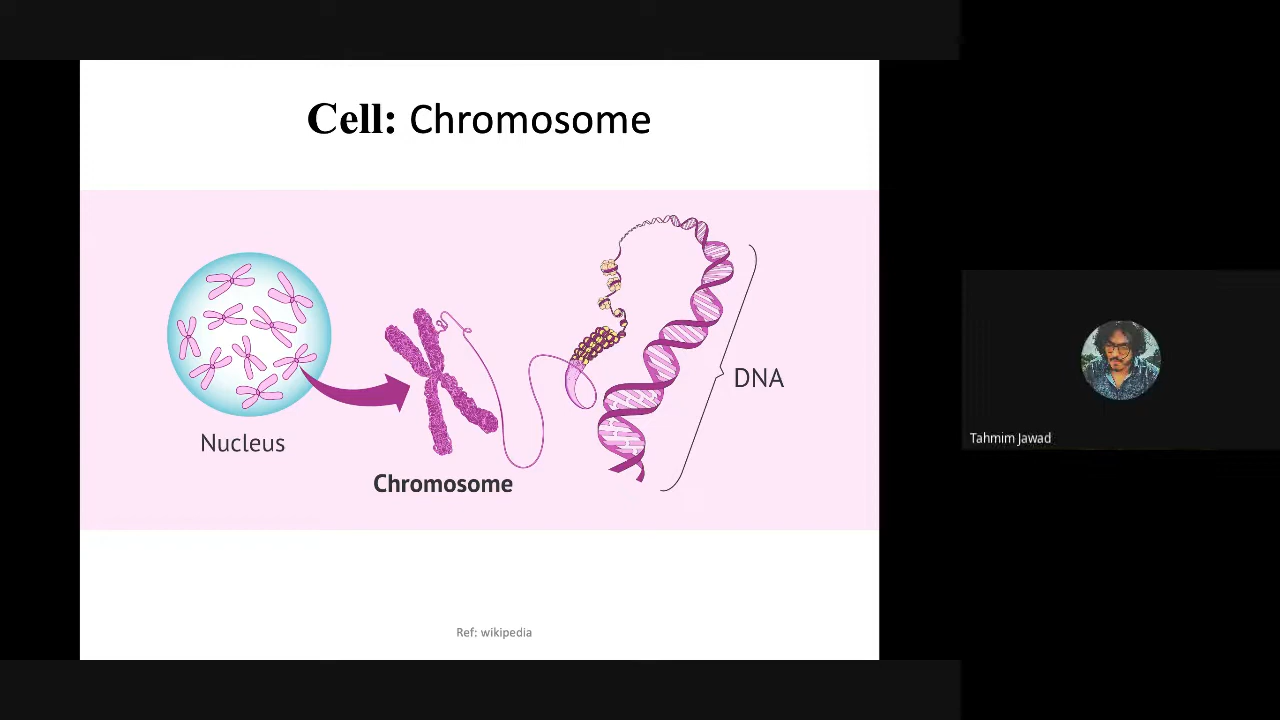 Cell: Chromosome
DNA
Nucleus
Chromosome
Ref: wikipedia
Tahmim Jawad